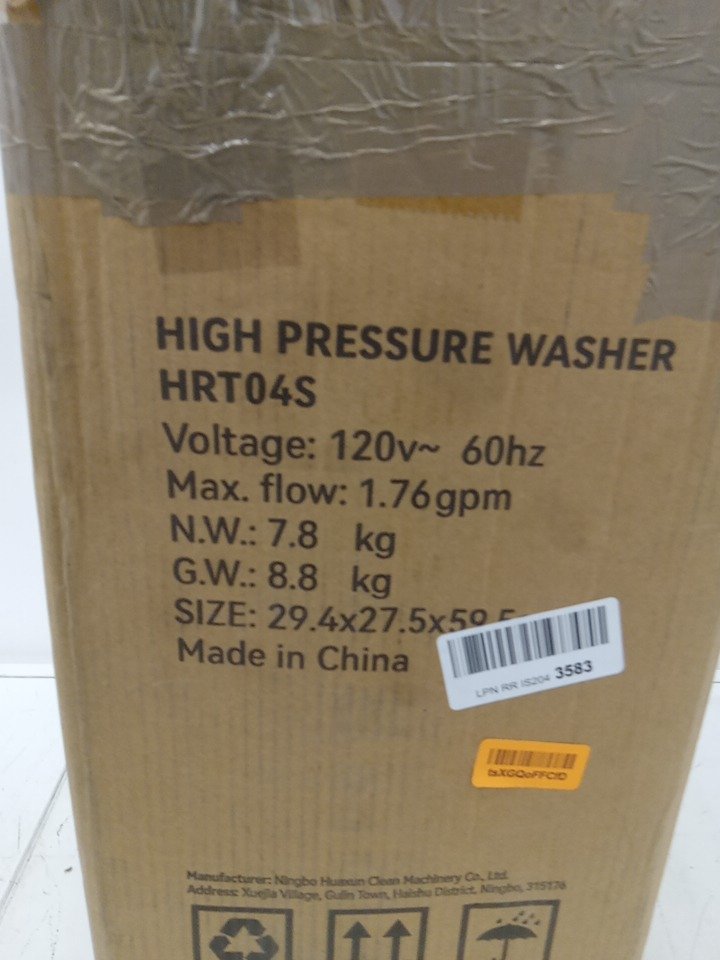 HIGH PRESSURE WASHER
HRT04S
Voltage: 120v~ 60hz
Max. flow: 1.76gpm
N.W.: 7.8 kg
G.W.: 8.8 kg
SIZE: 29.4x27.5x59.5
Made in China
LPN RR IS204 3583
Manufacturer: Ningbo Huaxun Clean Machinery Co., Ltd.
Address: Xuejia Village, Gulin Town, Haishu District, Ningbo, 315176